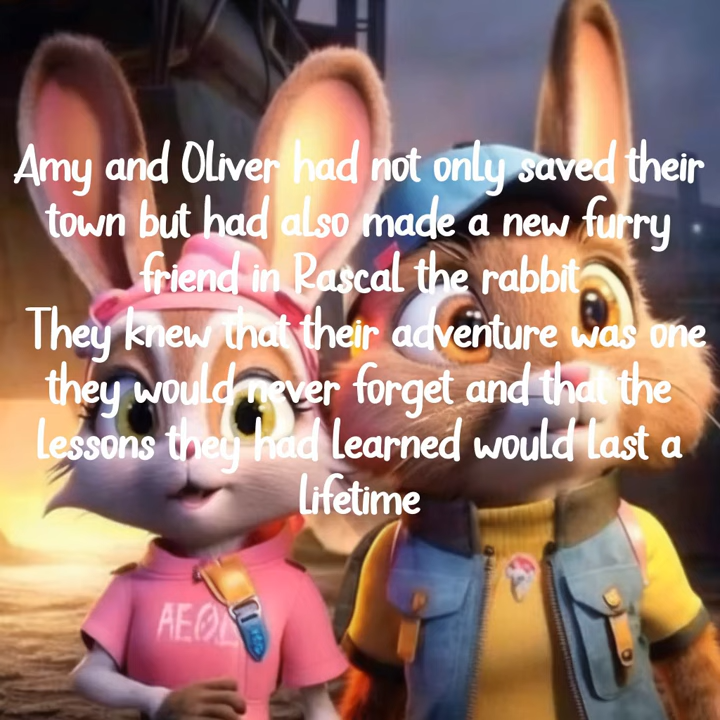 Amy and Oliver had not only saved their
town but had also made a new furry
friend in Rascal the rabbit
They knew that their adventure was one
they would never forget and that the
lessons they had learned would last a
lifetime